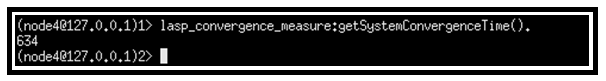 (node4@127.0.0.1)1> lasp_convergence_measure:getSystemConvergenceTime().
634
(node4@127.0.0.1)2>